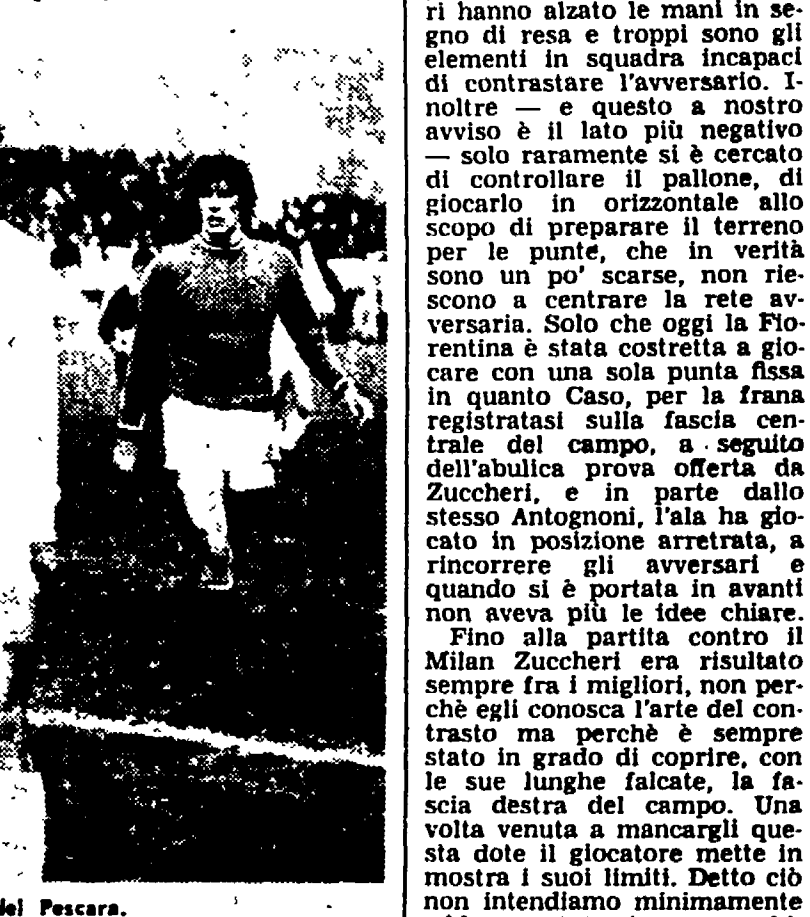 ri hanno alzato le mani in se-
gno di resa e troppi sono gli
elementi in squadra incapaci
di contrastare l'avversario. I-
noltre — e questo a nostro
avviso è il lato più negativo
— solo raramente si è cercato
di controllare il pallone, di
giocarlo in orizzontale allo
scopo di preparare il terreno
per le punte, che in verità
sono un po' scarse, non rie-
scono a centrare la rete av-
versaria. Solo che oggi la Fio-
rentina è stata costretta a gio-
care con una sola punta fissa
in quanto Caso, per la frana
registratasi sulla fascia cen-
trale del campo, a seguito
dell'abulica prova offerta da
Zuccheri, e in parte dallo
stesso Antognoni, l'ala ha gio-
cato in posizione arretrata, a
rincorrere gli avversari e
quando si è portata in avanti
non aveva più le idee chiare.
Fino alla partita contro il
Milan Zuccheri era risultato
sempre fra i migliori, non per-
chè egli conosca l'arte del con-
trasto ma perchè è sempre
stato in grado di coprire, con
le sue lunghe falcate, la fa-
scia destra del campo. Una
volta venuta a mancargli que-
sta dote il giocatore mette in
mostra i suoi limiti. Detto ciò
non intendiamo minimamente
del Pescara.